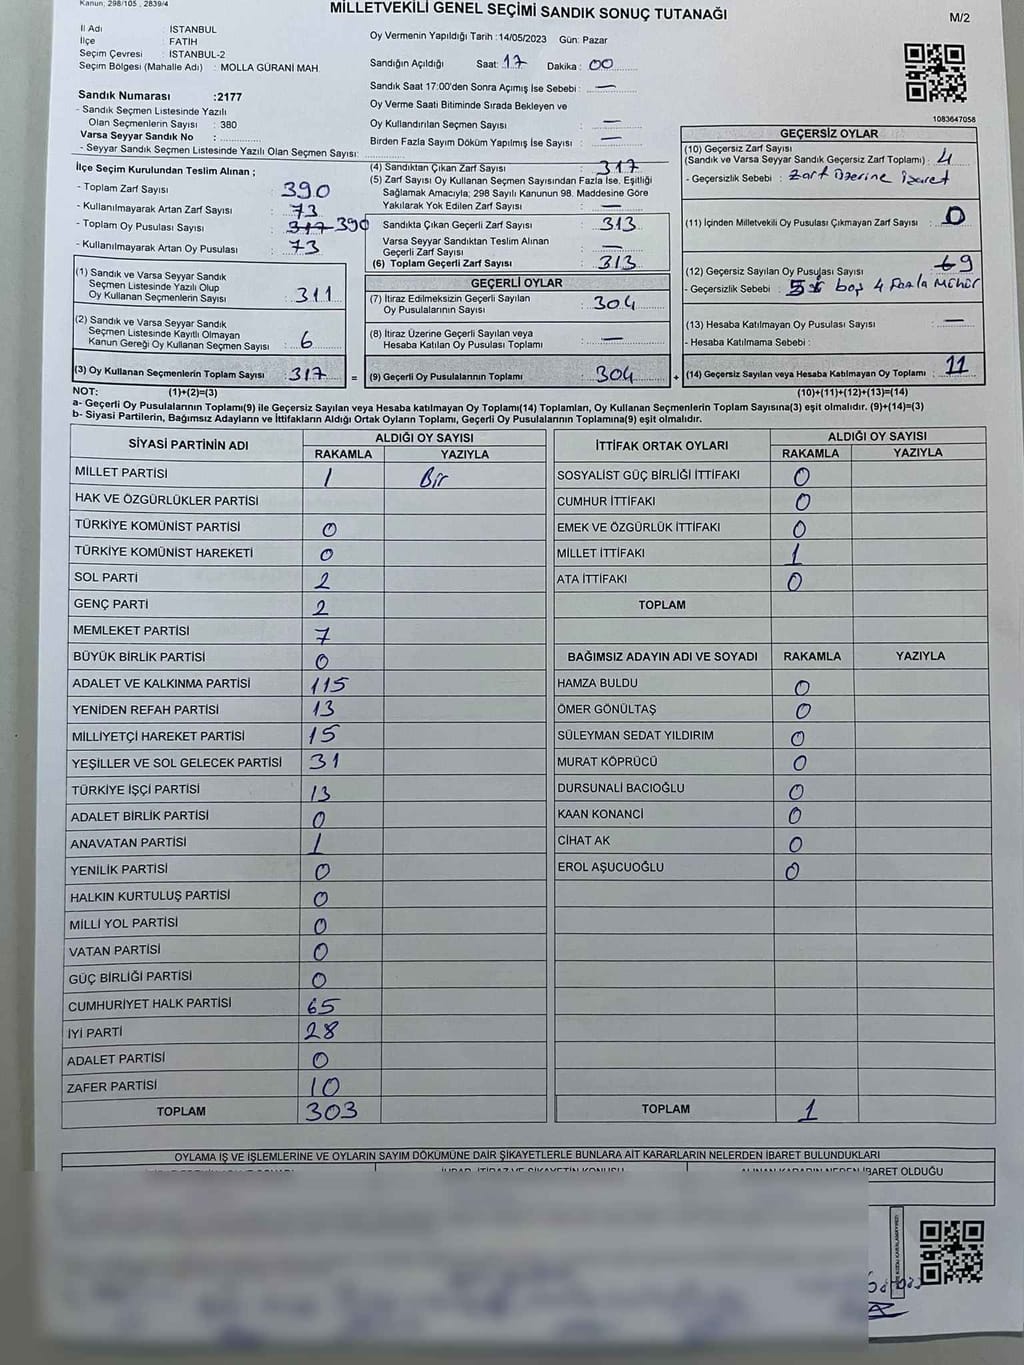 Kanun: 298/105 , 2839/4
MİLLETVEKİLİ GENEL SEÇİMİ SANDIK SONUÇ TUTANAĞI
M/2
İl Adı : İSTANBUL
İlçe : FATİH
Seçim Çevresi : İSTANBUL-2
Seçim Bölgesi (Mahalle Adı) : MOLLA GÜRANİ MAH.
Oy Vermenin Yapıldığı Tarih :14/05/2023 Gün: Pazar
Sandığın Açıldığı Saat: 17 Dakika : 00
Sandık Saat 17:00'den Sonra Açımış İse Sebebi : —
Oy Verme Saati Bitiminde Sırada Bekleyen ve
Oy Kullandırılan Seçmen Sayısı : —
Birden Fazla Sayım Döküm Yapılmış İse Sayısı : —
1083647058
Sandık Numarası :2177
- Sandık Seçmen Listesinde Yazılı
Olan Seçmenlerin Sayısı : 380
Varsa Seyyar Sandık No :
- Seyyar Sandık Seçmen Listesinde Yazılı Olan Seçmen Sayısı:
İlçe Seçim Kurulundan Teslim Alınan ;
- Toplam Zarf Sayısı : 390
- Kullanılmayarak Artan Zarf Sayısı : 73
- Toplam Oy Pusulası Sayısı : 317 390
- Kullanılmayarak Artan Oy Pusulası : 73
(1) Sandık ve Varsa Seyyar Sandık
Seçmen Listesinde Yazılı Olup
Oy Kullanan Seçmenlerin Sayısı : 311
(2) Sandık ve Varsa Seyyar Sandık
Seçmen Listesinde Kayıtlı Olmayan
Kanun Gereği Oy Kullanan Seçmen Sayısı : 6
(3) Oy Kullanan Seçmenlerin Toplam Sayısı : 317 =
(4) Sandıktan Çıkan Zarf Sayısı : 317
(5) Zarf Sayısı Oy Kullanan Seçmen Sayısından Fazla İse, Eşitliği
Sağlamak Amacıyla; 298 Sayılı Kanunun 98. Maddesine Göre
Yakılarak Yok Edilen Zarf Sayısı : —
Sandıkta Çıkan Geçerli Zarf Sayısı : 313
Varsa Seyyar Sandıktan Teslim Alınan
Geçerli Zarf Sayısı : —
(6) Toplam Geçerli Zarf Sayısı : 313
GEÇERLİ OYLAR
(7) İtiraz Edilmeksizin Geçerli Sayılan
Oy Pusulalarının Sayısı : 304
(8) İtiraz Üzerine Geçerli Sayılan veya
Hesaba Katılan Oy Pusulası Toplamı : —
(9) Geçerli Oy Pusulalarının Toplamı : 304 +
GEÇERSİZ OYLAR
(10) Geçersiz Zarf Sayısı
(Sandık ve Varsa Seyyar Sandık Geçersiz Zarf Toplamı) : 4
- Geçersizlik Sebebi : Zarf üzerine işaret
(11) İçinden Milletvekili Oy Pusulası Çıkmayan Zarf Sayısı : 0
(12) Geçersiz Sayılan Oy Pusulası Sayısı : 9
- Geçersizlik Sebebi : 5 boş 4 Fazla Mühür
(13) Hesaba Katılmayan Oy Pusulası Sayısı : —
- Hesaba Katılmama Sebebi :
(14) Geçersiz Sayılan veya Hesaba Katılmayan Oy Toplamı : 11
NOT: (1)+(2)=(3) (10)+(11)+(12)+(13)=(14)
a- Geçerli Oy Pusulalarının Toplamı(9) ile Geçersiz Sayılan veya Hesaba katılmayan Oy Toplamı(14) Toplamları, Oy Kullanan Seçmenlerin Toplam Sayısına(3) eşit olmalıdır. (9)+(14)=(3)
b- Siyasi Partilerin, Bağımsız Adayların ve İttifakların Aldığı Ortak Oyların Toplamı, Geçerli Oy Pusulalarının Toplamına(9) eşit olmalıdır.
SİYASİ PARTİNİN ADI ALDIĞI OY SAYISI
RAKAMLA YAZIYLA
MİLLET PARTİSİ 1 Bir
HAK VE ÖZGÜRLÜKLER PARTİSİ
TÜRKİYE KOMÜNİST PARTİSİ 0
TÜRKİYE KOMÜNİST HAREKETİ 0
SOL PARTİ 2
GENÇ PARTİ 2
MEMLEKET PARTİSİ 7
BÜYÜK BİRLİK PARTİSİ 0
ADALET VE KALKINMA PARTİSİ 115
YENİDEN REFAH PARTİSİ 13
MİLLİYETÇİ HAREKET PARTİSİ 15
YEŞİLLER VE SOL GELECEK PARTİSİ 31
TÜRKİYE İŞÇİ PARTİSİ 13
ADALET BİRLİK PARTİSİ 0
ANAVATAN PARTİSİ 1
YENİLİK PARTİSİ 0
HALKIN KURTULUŞ PARTİSİ 0
MİLLİ YOL PARTİSİ 0
VATAN PARTİSİ 0
GÜÇ BİRLİĞİ PARTİSİ 0
CUMHURİYET HALK PARTİSİ 65
İYİ PARTİ 28
ADALET PARTİSİ 0
ZAFER PARTİSİ 10
TOPLAM 303
İTTİFAK ORTAK OYLARI ALDIĞI OY SAYISI
RAKAMLA YAZIYLA
SOSYALİST GÜÇ BİRLİĞİ İTTİFAKI 0
CUMHUR İTTİFAKI 0
EMEK VE ÖZGÜRLÜK İTTİFAKI 0
MİLLET İTTİFAKI 1
ATA İTTİFAKI 0
TOPLAM
BAĞIMSIZ ADAYIN ADI VE SOYADI RAKAMLA YAZIYLA
HAMZA BULDU 0
ÖMER GÖNÜLTAŞ 0
SÜLEYMAN SEDAT YILDIRIM 0
MURAT KÖPRÜCÜ 0
DURSUNALİ BACIOĞLU 0
KAAN KONANCİ 0
CİHAT AK 0
EROL AŞUCUOĞLU 0
TOPLAM 1
OYLAMA İŞ VE İŞLEMLERİNE VE OYLARIN SAYIM DÖKÜMÜNE DAİR ŞİKAYETLERLE BUNLARA AİT KARARLARIN NELERDEN İBARET BULUNDUKLARI
İHBAR, İTİRAZ VE ŞİKAYETİN KONUSU
ALINAN KARARIN NEDEN İBARET OLDUĞU